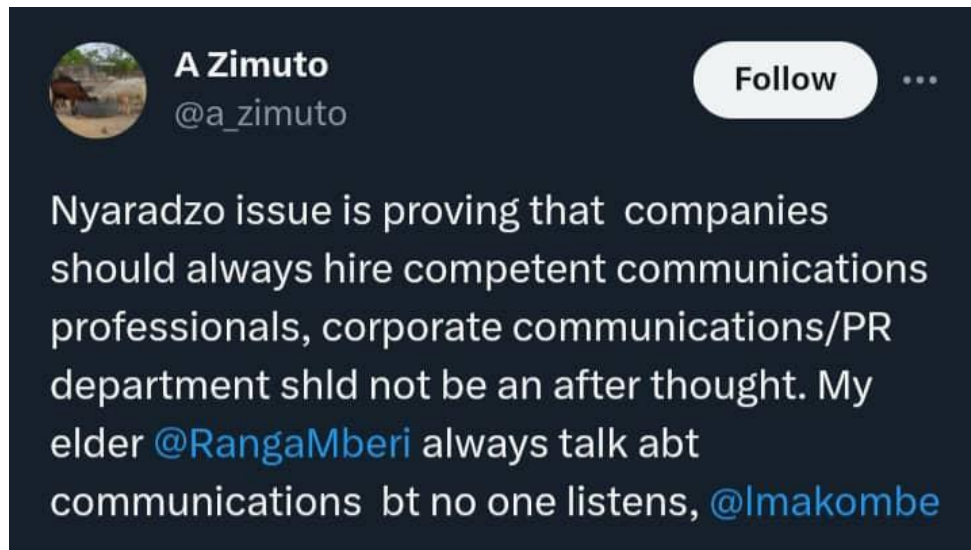 A Zimuto
Follow
@a_zimuto
Nyaradzo issue is proving that  companies
should always hire competent communications
professionals, corporate communications/PR
department shld not be an after thought. My
elder @RangaMberi always talk abt
communications  bt no one listens, @lmakombe